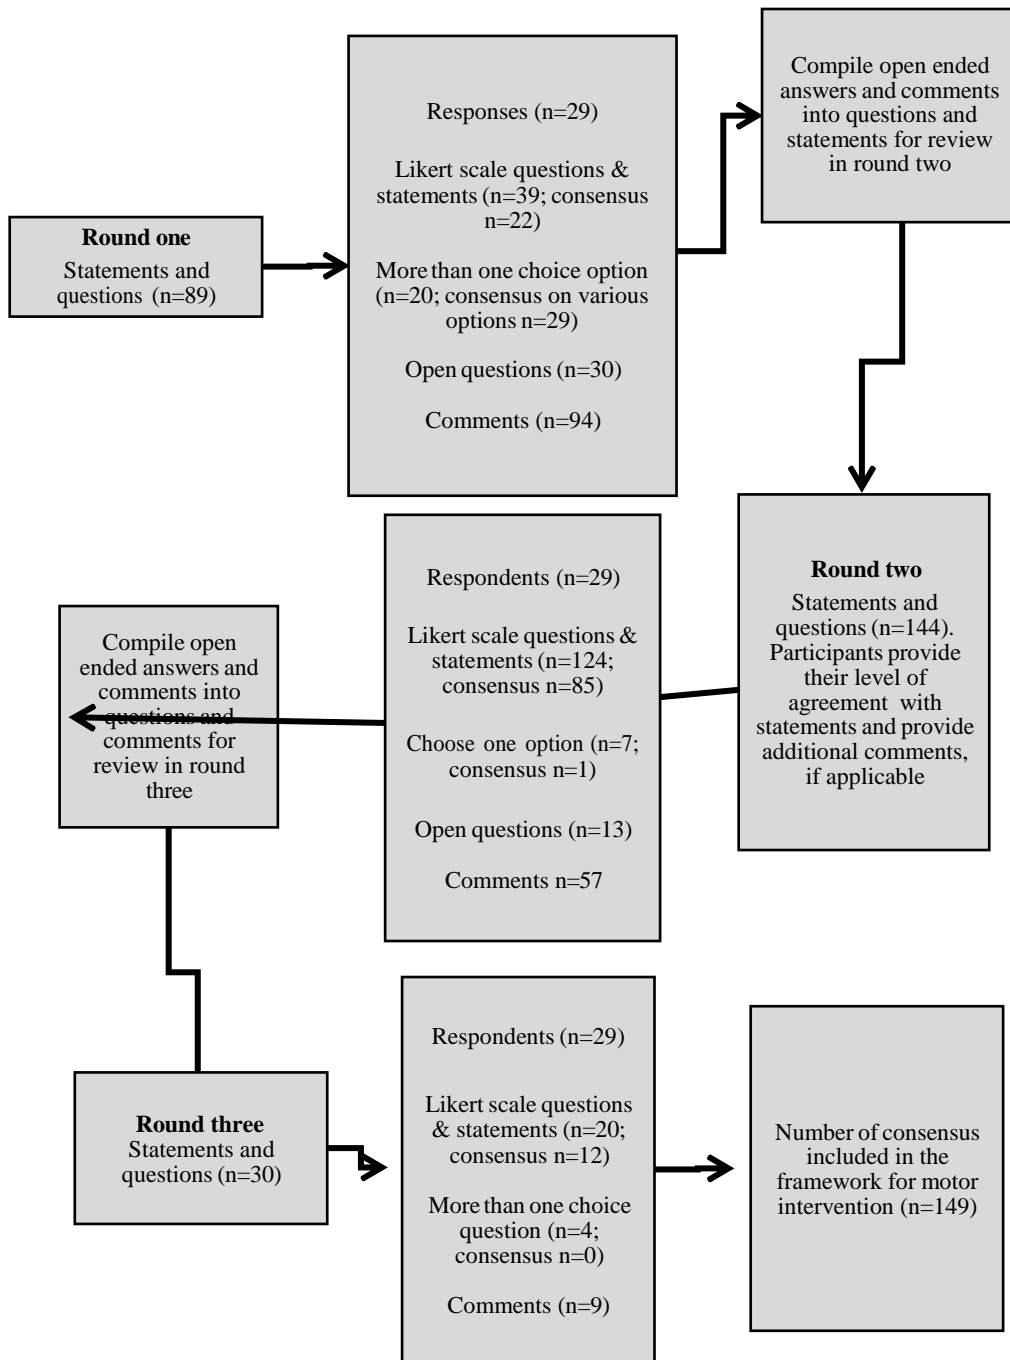 Round one
Statements and
questions (n=89)
Responses (n=29)
Likert scale questions &
statements (n=39; consensus
n=22)
More than one choice option
(n=20; consensus on various
options n=29)
Open questions (n=30)
Comments (n=94)
Compile open ended
answers and comments
into questions and
statements for review
in round two
Round two
Statements and
questions (n=144).
Participants provide
their level of
agreement with
statements and provide
additional comments,
if applicable
Respondents (n=29)
Likert scale questions &
statements (n=124;
consensus n=85)
Choose one option (n=7;
consensus n=1)
Open questions (n=13)
Comments n=57
Compile open
ended answers and
comments into
questions and
comments for
review in round
three
Round three
Statements and
questions (n=30)
Respondents (n=29)
Likert scale questions
& statements (n=20;
consensus n=12)
More than one choice
question (n=4;
consensus n=0)
Comments (n=9)
Number of consensus
included in the
framework for motor
intervention (n=149)